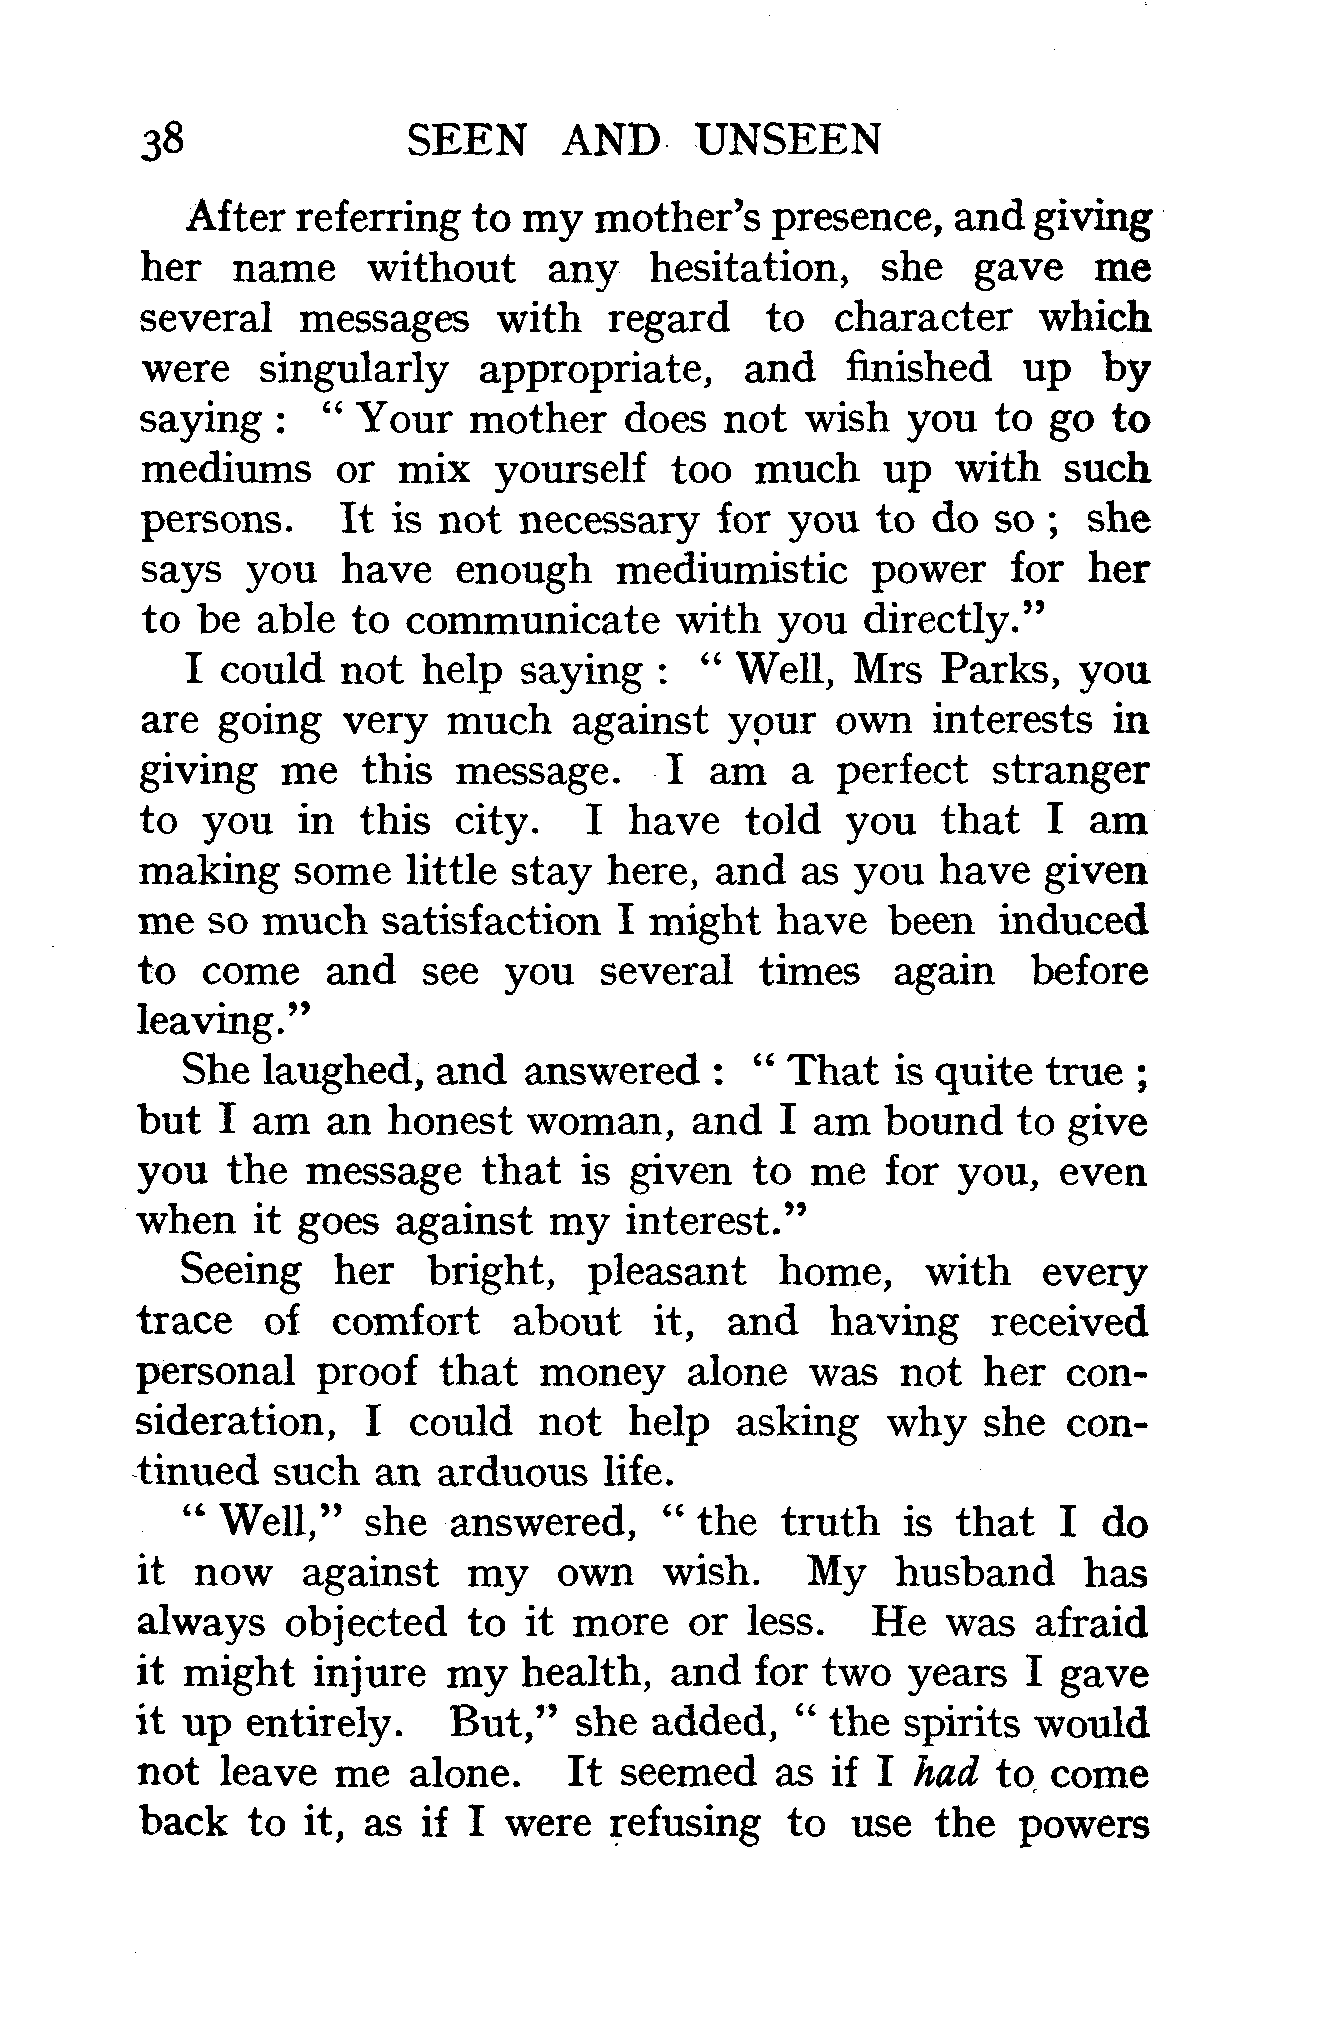 38 SEEN AND UNSEEN
After referring to my mother's presence, and giving
her name without any hesitation, she gave me
several messages with regard to character which
were singularly appropriate, and finished up by
saying : " Your mother does not wish you to go to
mediums or mix yourself too much up with such
persons. It is not necessary for you to do so ; she
says you have enough mediumistic power for her
to be able to communicate with you directly."
I could not help saying : " Well, Mrs Parks, you
are going very much against your own interests in
giving me this message. I am a perfect stranger
to you in this city. I have told you that I am
making some little stay here, and as you have given
me so much satisfaction I might have been induced
to come and see you several times again before
leaving."
She laughed, and answered : " That is quite true ;
but I am an honest woman, and I am bound to give
you the message that is given to me for you, even
when it goes against my interest."
Seeing her bright, pleasant home, with every
trace of comfort about it, and having received
personal proof that money alone was not her con-
sideration, I could not help asking why she con-
tinued such an arduous life.
" Well," she answered, " the truth is that I do
it now against my own wish. My husband has
always objected to it more or less. He was afraid
it might injure my health, and for two years I gave
it up entirely. But," she added, " the spirits would
not leave me alone. It seemed as if I had to come
back to it, as if I were refusing to use the powers